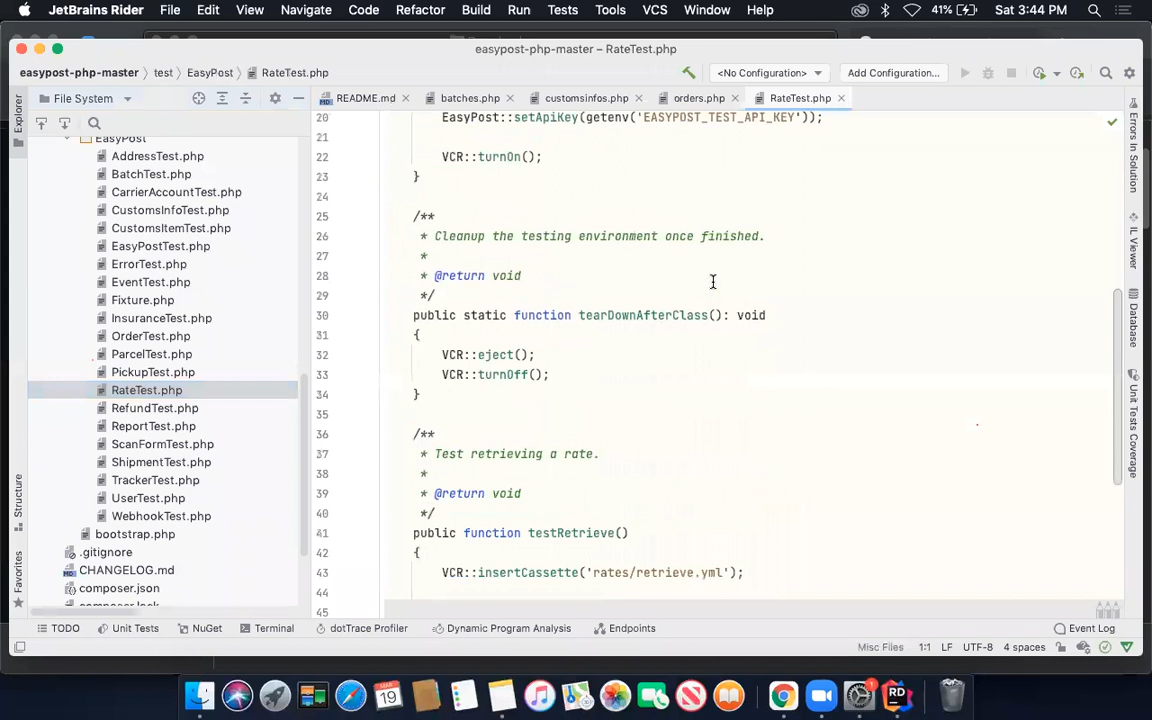 JetBrains Rider File Edit View Navigate Code Refactor Build Run Tests Tools VCS Window Help 41% Sat 3:44 PM
easypost-php-master – RateTest.php
easypost-php-master test EasyPost RateTest.php <No Configuration> Add Configuration...
Explorer File System README.md batches.php customsinfos.php orders.php RateTest.php
EasyPost
AddressTest.php
BatchTest.php
CarrierAccountTest.php
CustomsInfoTest.php
CustomsItemTest.php
EasyPostTest.php
ErrorTest.php
EventTest.php
Fixture.php
InsuranceTest.php
OrderTest.php
ParcelTest.php
PickupTest.php
RateTest.php
RefundTest.php
ReportTest.php
ScanFormTest.php
ShipmentTest.php
TrackerTest.php
UserTest.php
WebhookTest.php
bootstrap.php
.gitignore
CHANGELOG.md
composer.json
composer.lock
Structure
Favorites
20 EasyPost::setApiKey(getenv('EASYPOST_TEST_API_KEY'));
21
22 VCR::turnOn();
23 }
24
25 /**
26 * Cleanup the testing environment once finished.
27 *
28 * @return void
29 */
30 public static function tearDownAfterClass(): void
31 {
32 VCR::eject();
33 VCR::turnOff();
34 }
35
36 /**
37 * Test retrieving a rate.
38 *
39 * @return void
40 */
41 public function testRetrieve()
42 {
43 VCR::insertCassette('rates/retrieve.yml');
44
45
Errors In Solution
IL Viewer
Database
Unit Tests Coverage
TODO Unit Tests NuGet Terminal dotTrace Profiler Dynamic Program Analysis Endpoints Event Log
Misc Files 1:1 LF UTF-8 4 spaces
MAR
19
1
RD